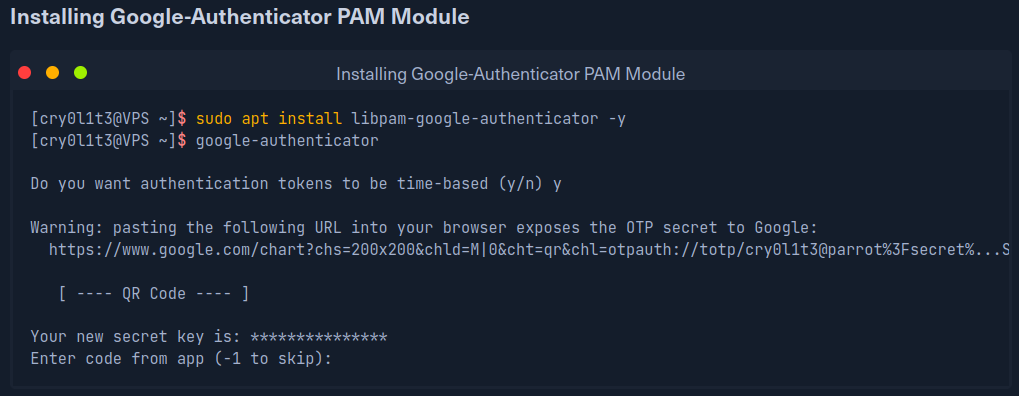 Installing Google-Authenticator PAM Module
Installing Google-Authenticator PAM Module
[cry0l1t3@VPS ~]$ sudo apt install libpam-google-authenticator -y
[cry0l1t3@VPS ~]$ google-authenticator
Do you want authentication tokens to be time-based (y/n) y
Warning: pasting the following URL into your browser exposes the OTP secret to Google:
https://www.google.com/chart?chs=200x200&chld=M|0&cht=qr&chl=otpauth://totp/cry0l1t3@parrot%3Fsecret%...S
[ ---- QR Code ---- ]
Your new secret key is: ***************
Enter code from app (-1 to skip):